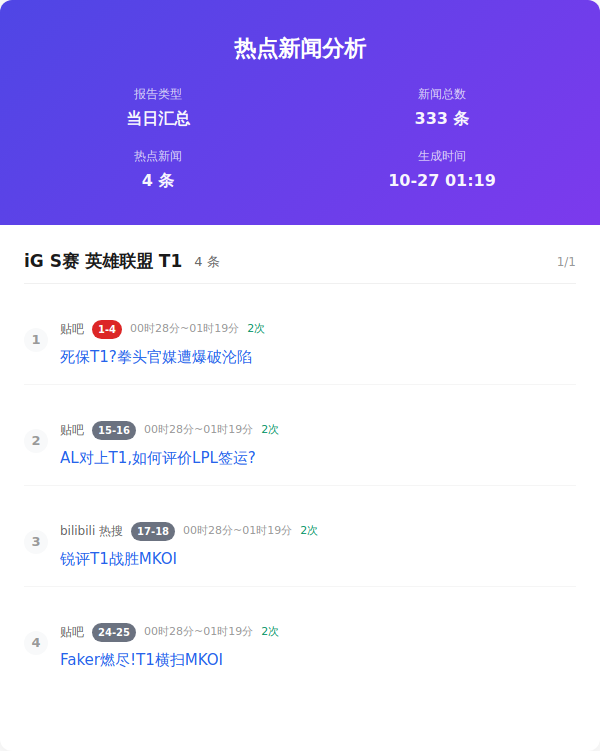 热点新闻分析
报告类型
新闻总数
当日汇总
333 条
热点新闻
生成时间
4 条
10-27 01:19
iG S赛 英雄联盟 T1 4 条 1/1
1
贴吧 1-4 00时28分~01时19分 2次
死保T1?拳头官媒遭爆破沦陷
2
贴吧 15-16 00时28分~01时19分 2次
AL对上T1,如何评价LPL签运?
3
bilibili 热搜 17-18 00时28分~01时19分 2次
锐评T1战胜MKOI
4
贴吧 24-25 00时28分~01时19分 2次
Faker燃尽!T1横扫MKOI